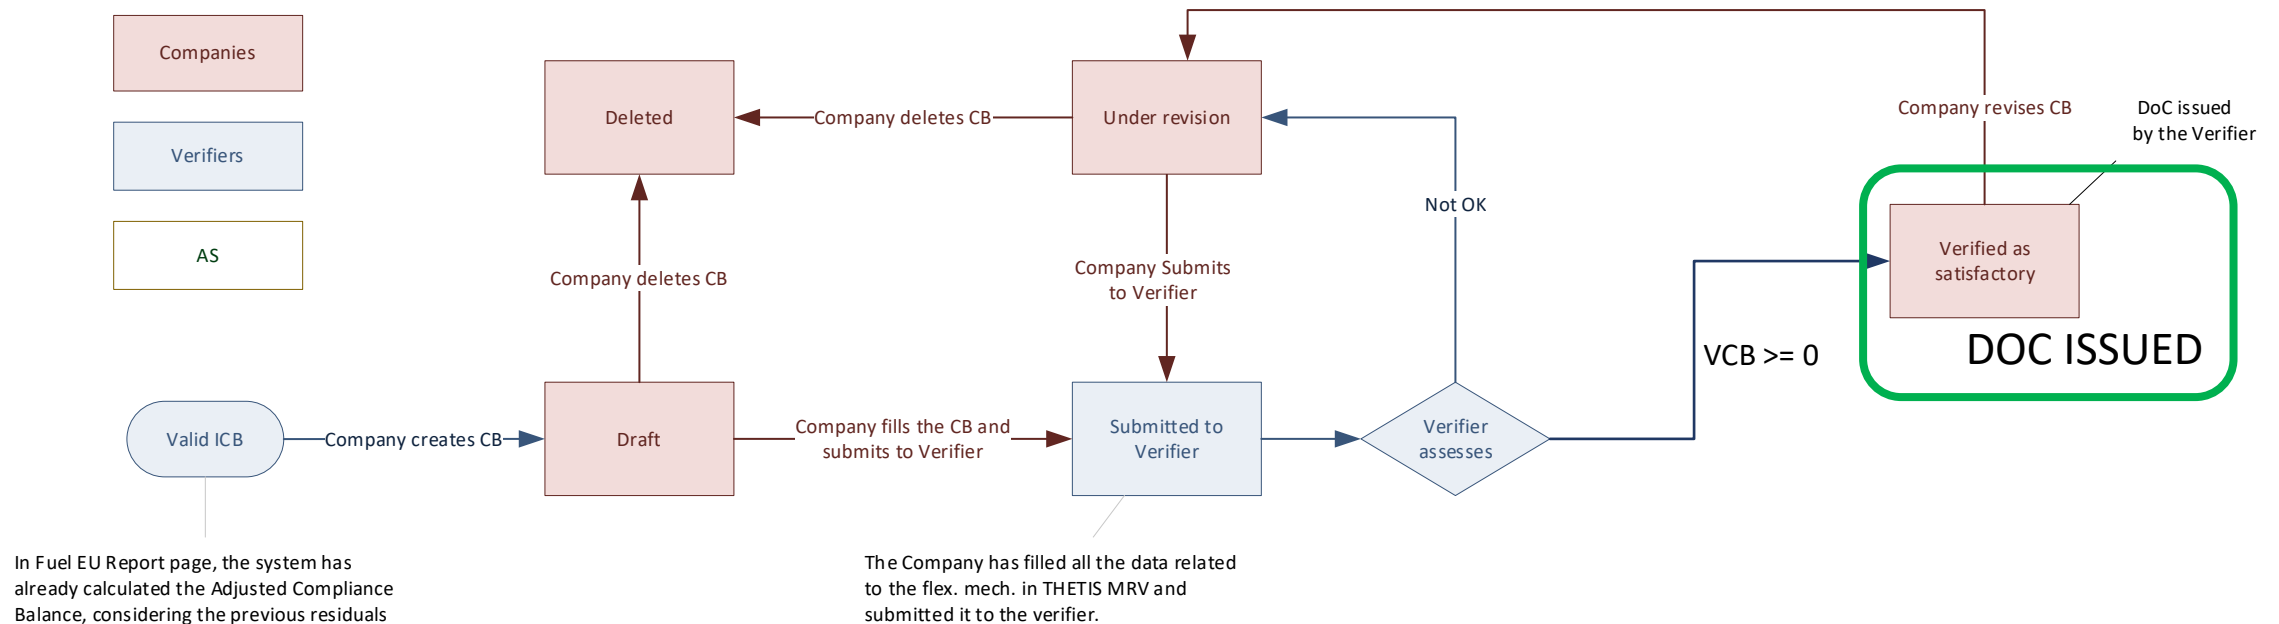 Companies
Verifiers
AS
Deleted
Company deletes CB
Under revision
Company revises CB
DoC issued
by the Verifier
Not OK
Company deletes CB
Company Submits
to Verifier
Verified as
satisfactory
DOC ISSUED
VCB >= 0
Valid ICB
Company creates CB
Draft
Company fills the CB and
submits to Verifier
Submitted to
Verifier
Verifier
assesses
In Fuel EU Report page, the system has
already calculated the Adjusted Compliance
Balance, considering the previous residuals
The Company has filled all the data related
to the flex. mech. in THETIS MRV and
submitted it to the verifier.